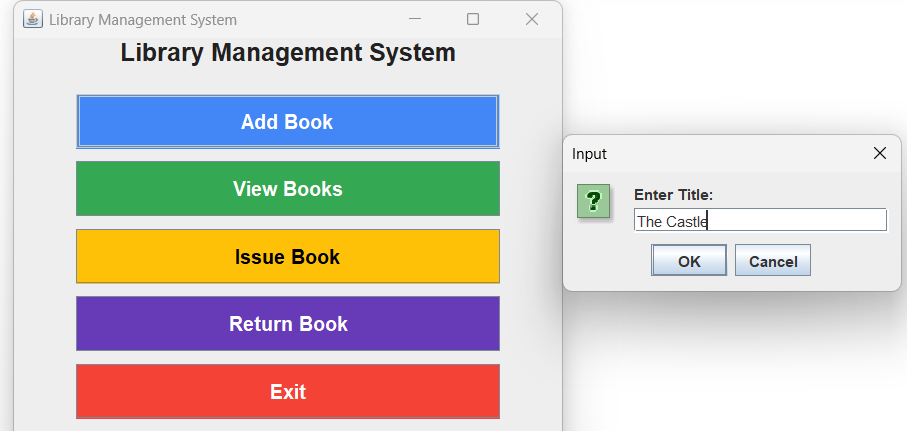 Library Management System
Library Management System
Add Book
View Books
Issue Book
Return Book
Exit
Input
?
Enter Title:
The Castle
OK
Cancel